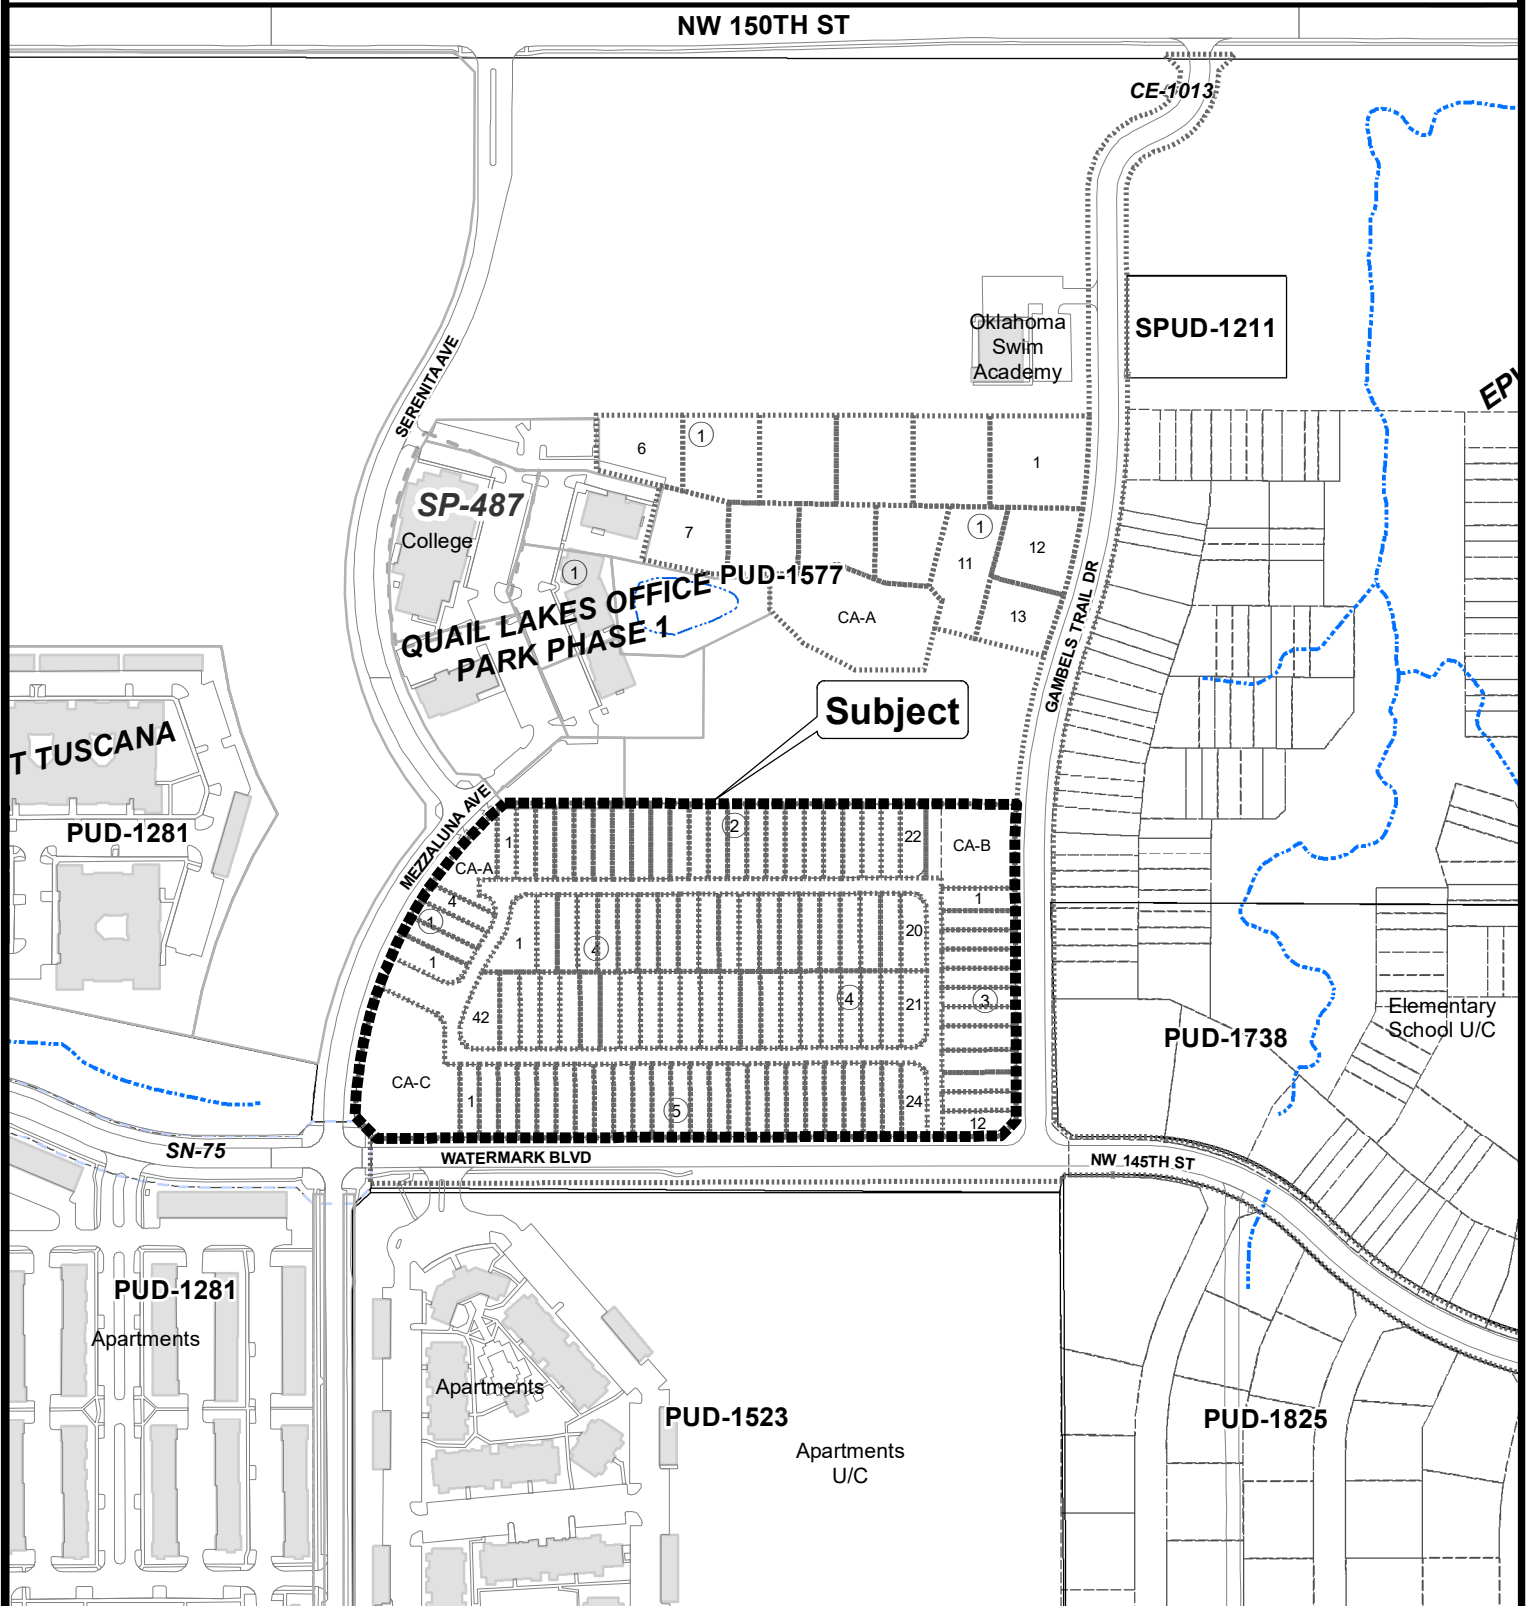 NW 150TH ST
CE-1013
SERENITA AVE
Oklahoma
Swim
Academy
SPUD-1211
6
1
1
SP-487
College
7
1
11
12
13
1
PUD-1577
QUAIL LAKES OFFICE
PARK PHASE 1
CA-A
GAMBELS TRAIL DR
Subject
T TUSCANA
PUD-1281
MEZZALUNA AVE
1
2
22
CA-B
CA-A
4
1
1
1
4
20
1
42
4
21
3
CA-C
1
5
24
12
Elementary
School U/C
PUD-1738
SN-75
WATERMARK BLVD
NW 145TH ST
PUD-1281
Apartments
Apartments
PUD-1523
Apartments
U/C
PUD-1825